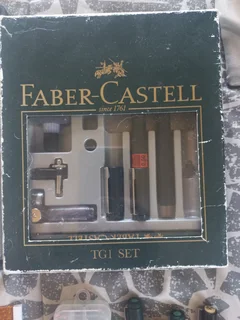 FABER-CASTELL
since 1761
TG1 SET